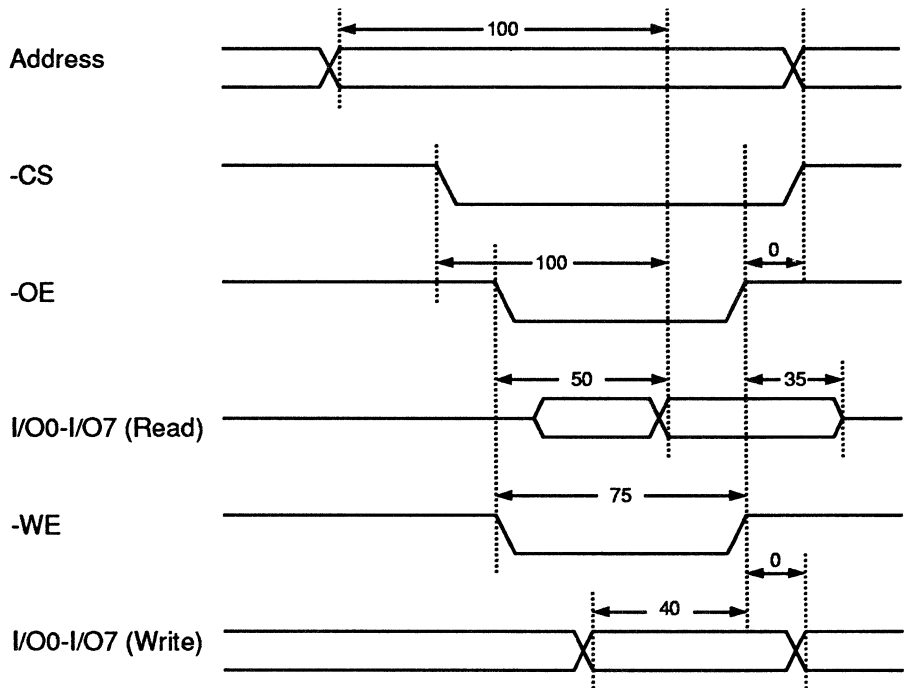 100
Address
-CS
0
100
-OE
50
35
I/O0-I/O7 (Read)
75
-WE
0
40
I/O0-I/O7 (Write)